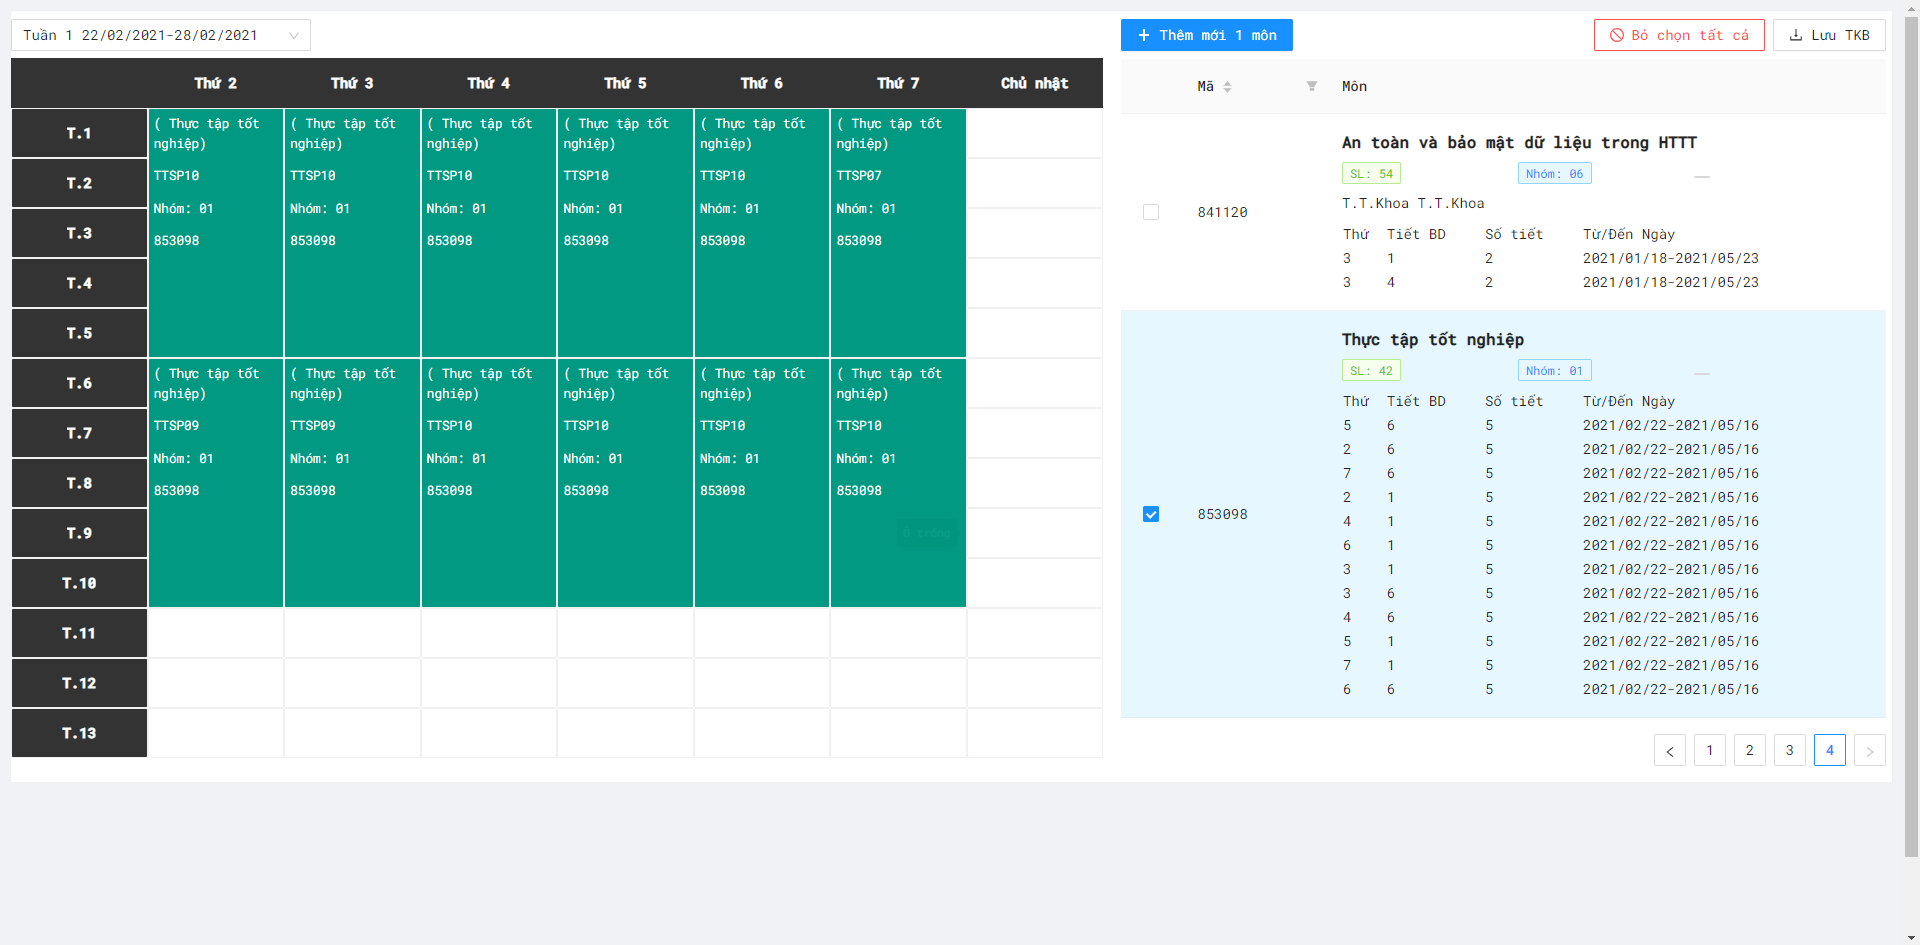 Tuần 1 22/02/2021-28/02/2021
Thứ 2 Thứ 3 Thứ 4 Thứ 5 Thứ 6 Thứ 7 Chủ nhật
T.1
T.2
T.3
T.4
T.5
T.6
T.7
T.8
T.9
T.10
T.11
T.12
T.13
( Thực tập tốt
nghiệp)
TTSP10
Nhóm: 01
853098
( Thực tập tốt
nghiệp)
TTSP10
Nhóm: 01
853098
( Thực tập tốt
nghiệp)
TTSP10
Nhóm: 01
853098
( Thực tập tốt
nghiệp)
TTSP10
Nhóm: 01
853098
( Thực tập tốt
nghiệp)
TTSP10
Nhóm: 01
853098
( Thực tập tốt
nghiệp)
TTSP07
Nhóm: 01
853098
( Thực tập tốt
nghiệp)
TTSP09
Nhóm: 01
853098
( Thực tập tốt
nghiệp)
TTSP09
Nhóm: 01
853098
( Thực tập tốt
nghiệp)
TTSP10
Nhóm: 01
853098
( Thực tập tốt
nghiệp)
TTSP10
Nhóm: 01
853098
( Thực tập tốt
nghiệp)
TTSP10
Nhóm: 01
853098
( Thực tập tốt
nghiệp)
TTSP10
Nhóm: 01
853098
Ô trống
+ Thêm mới 1 môn Bỏ chọn tất cả Lưu TKB
Mã Môn
An toàn và bảo mật dữ liệu trong HTTT
SL: 54 Nhóm: 06
841120
T.T.Khoa T.T.Khoa
Thứ Tiết BD Số tiết Từ/Đến Ngày
3 1 2 2021/01/18-2021/05/23
3 4 2 2021/01/18-2021/05/23
Thực tập tốt nghiệp
SL: 42 Nhóm: 01
853098
Thứ Tiết BD Số tiết Từ/Đến Ngày
5 6 5 2021/02/22-2021/05/16
2 6 5 2021/02/22-2021/05/16
7 6 5 2021/02/22-2021/05/16
2 1 5 2021/02/22-2021/05/16
4 1 5 2021/02/22-2021/05/16
6 1 5 2021/02/22-2021/05/16
3 1 5 2021/02/22-2021/05/16
3 6 5 2021/02/22-2021/05/16
4 6 5 2021/02/22-2021/05/16
5 1 5 2021/02/22-2021/05/16
7 1 5 2021/02/22-2021/05/16
6 6 5 2021/02/22-2021/05/16
< 1 2 3 4 >